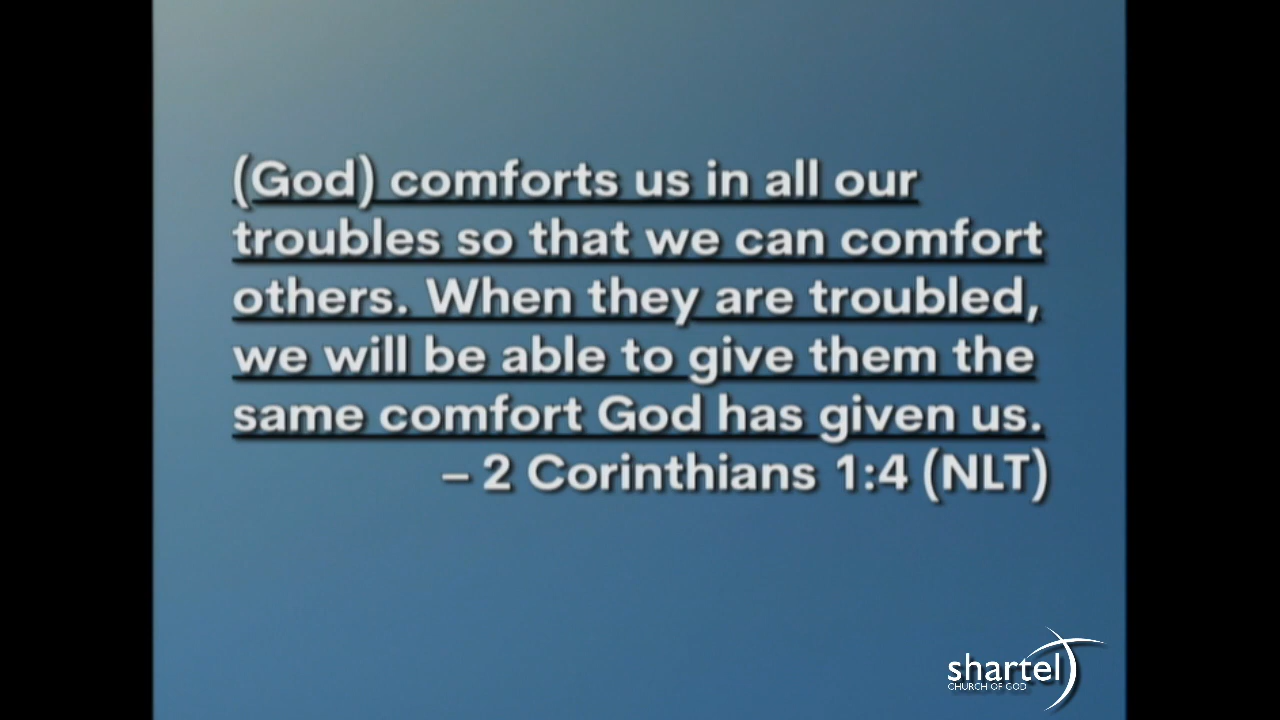 (God) comforts us in all our
troubles so that we can comfort
others. When they are troubled,
we will be able to give them the
same comfort God has given us.
– 2 Corinthians 1:4 (NLT)
shartel
CHURCH OF GOD